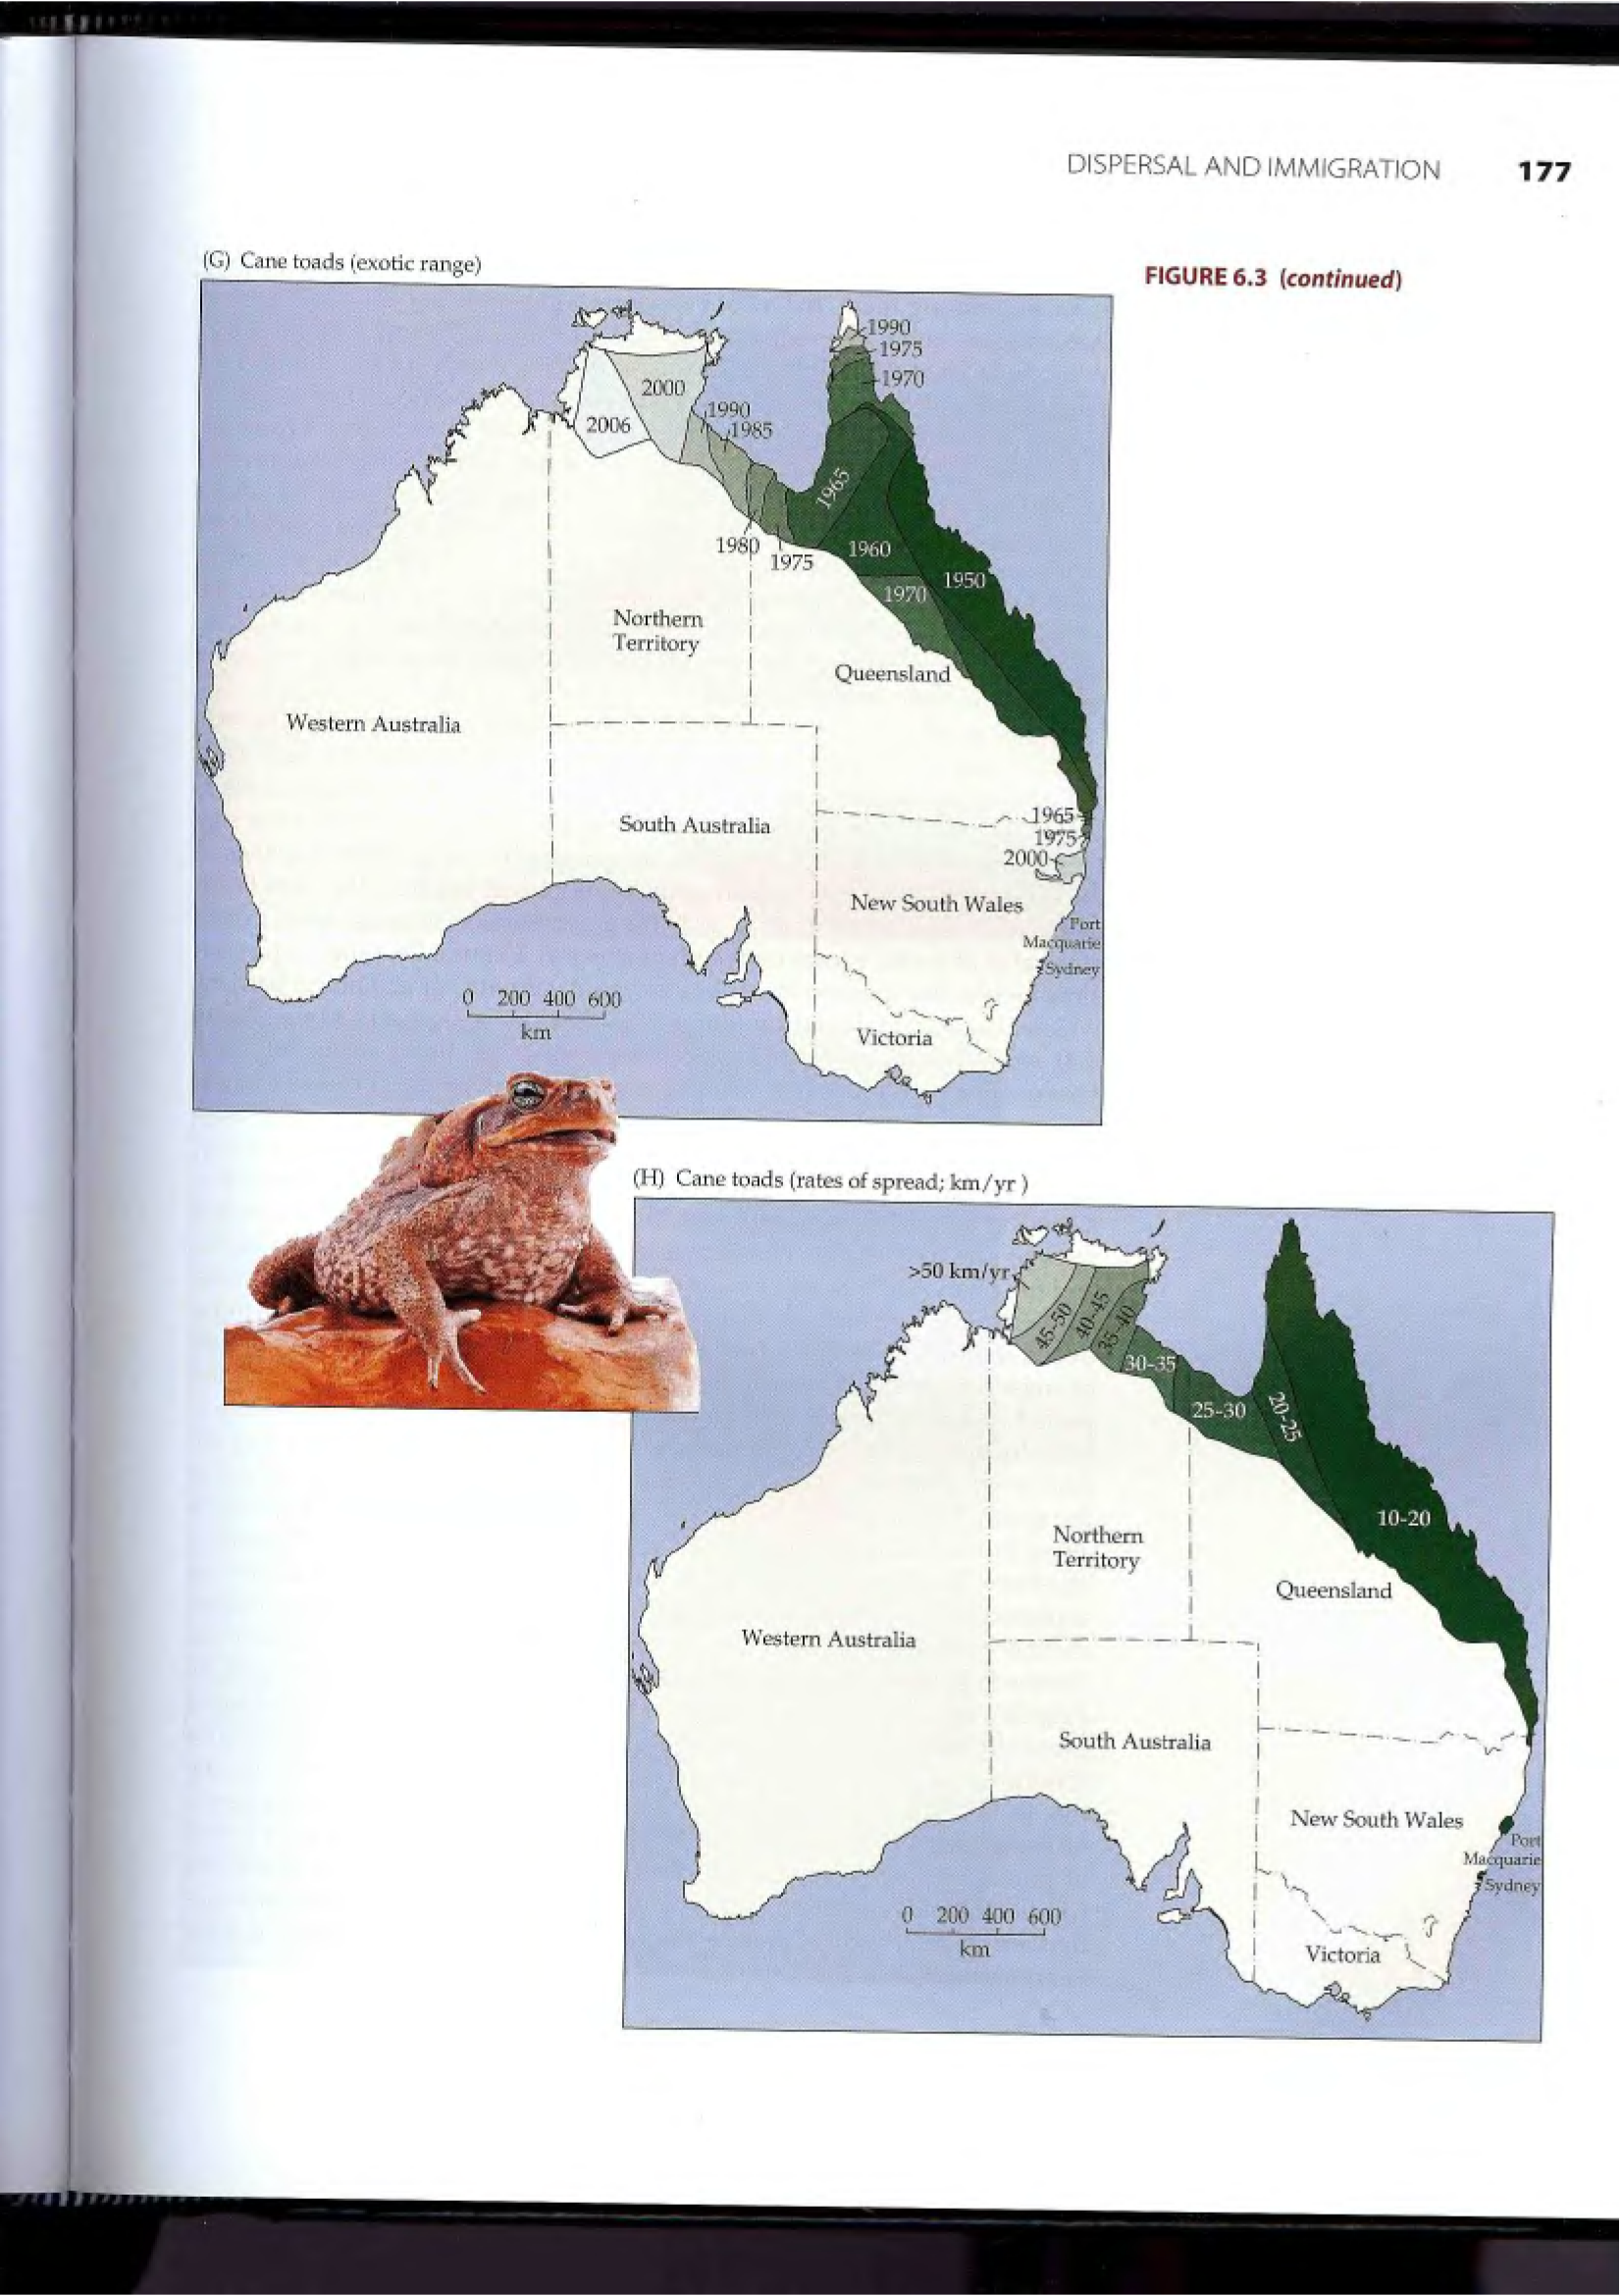 DISPERSAL AND IMMIGRATION 177
(G) Cane toads (exotic range)
FIGURE 6.3 (continued)
1990
1975
1970
2000
2006
1990
1985
1965
1980
1975
1960
1950
1970
Northern
Territory
Queensland
Western Australia
South Australia
1965
1975
2000
New South Wales
Port
Macquarie
Sydney
0 200 400 600
km
Victoria
(H) Cane toads (rates of spread; km/yr )
>50 km/yr
45-50
40-45
35-40
30-35
25-30
20-25
10-20
Northern
Territory
Queensland
Western Australia
South Australia
New South Wales
Port
Macquarie
Sydney
0 200 400 600
km
Victoria